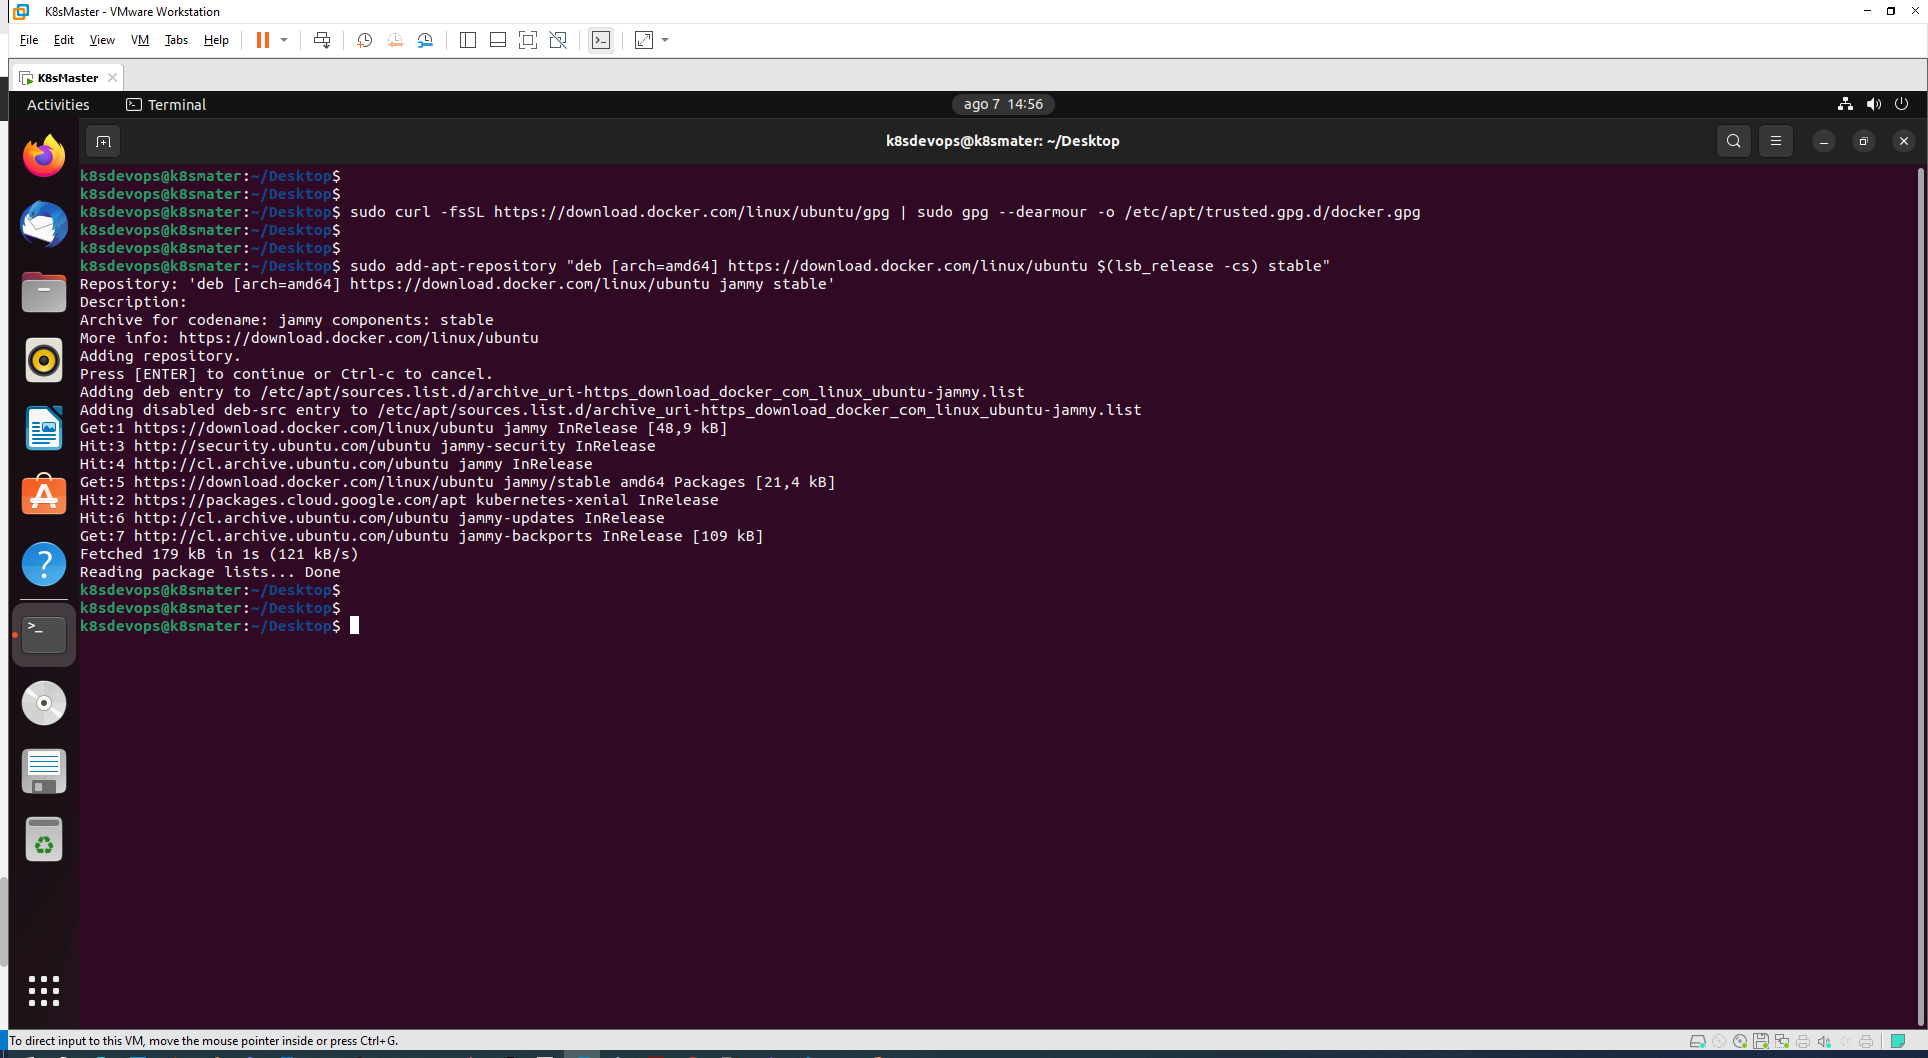 K8sMaster - VMware Workstation
File Edit View VM Tabs Help
K8sMaster
Activities Terminal ago 7 14:56
k8sdevops@k8smater: ~/Desktop
k8sdevops@k8smater:~/Desktop$
k8sdevops@k8smater:~/Desktop$
k8sdevops@k8smater:~/Desktop$ sudo curl -fsSL https://download.docker.com/linux/ubuntu/gpg | sudo gpg --dearmour -o /etc/apt/trusted.gpg.d/docker.gpg
k8sdevops@k8smater:~/Desktop$
k8sdevops@k8smater:~/Desktop$
k8sdevops@k8smater:~/Desktop$ sudo add-apt-repository "deb [arch=amd64] https://download.docker.com/linux/ubuntu $(lsb_release -cs) stable"
Repository: 'deb [arch=amd64] https://download.docker.com/linux/ubuntu jammy stable'
Description:
Archive for codename: jammy components: stable
More info: https://download.docker.com/linux/ubuntu
Adding repository.
Press [ENTER] to continue or Ctrl-c to cancel.
Adding deb entry to /etc/apt/sources.list.d/archive_uri-https_download_docker_com_linux_ubuntu-jammy.list
Adding disabled deb-src entry to /etc/apt/sources.list.d/archive_uri-https_download_docker_com_linux_ubuntu-jammy.list
Get:1 https://download.docker.com/linux/ubuntu jammy InRelease [48,9 kB]
Hit:3 http://security.ubuntu.com/ubuntu jammy-security InRelease
Hit:4 http://cl.archive.ubuntu.com/ubuntu jammy InRelease
Get:5 https://download.docker.com/linux/ubuntu jammy/stable amd64 Packages [21,4 kB]
Hit:2 https://packages.cloud.google.com/apt kubernetes-xenial InRelease
Hit:6 http://cl.archive.ubuntu.com/ubuntu jammy-updates InRelease
Get:7 http://cl.archive.ubuntu.com/ubuntu jammy-backports InRelease [109 kB]
Fetched 179 kB in 1s (121 kB/s)
Reading package lists... Done
k8sdevops@k8smater:~/Desktop$
k8sdevops@k8smater:~/Desktop$
k8sdevops@k8smater:~/Desktop$
To direct input to this VM, move the mouse pointer inside or press Ctrl+G.